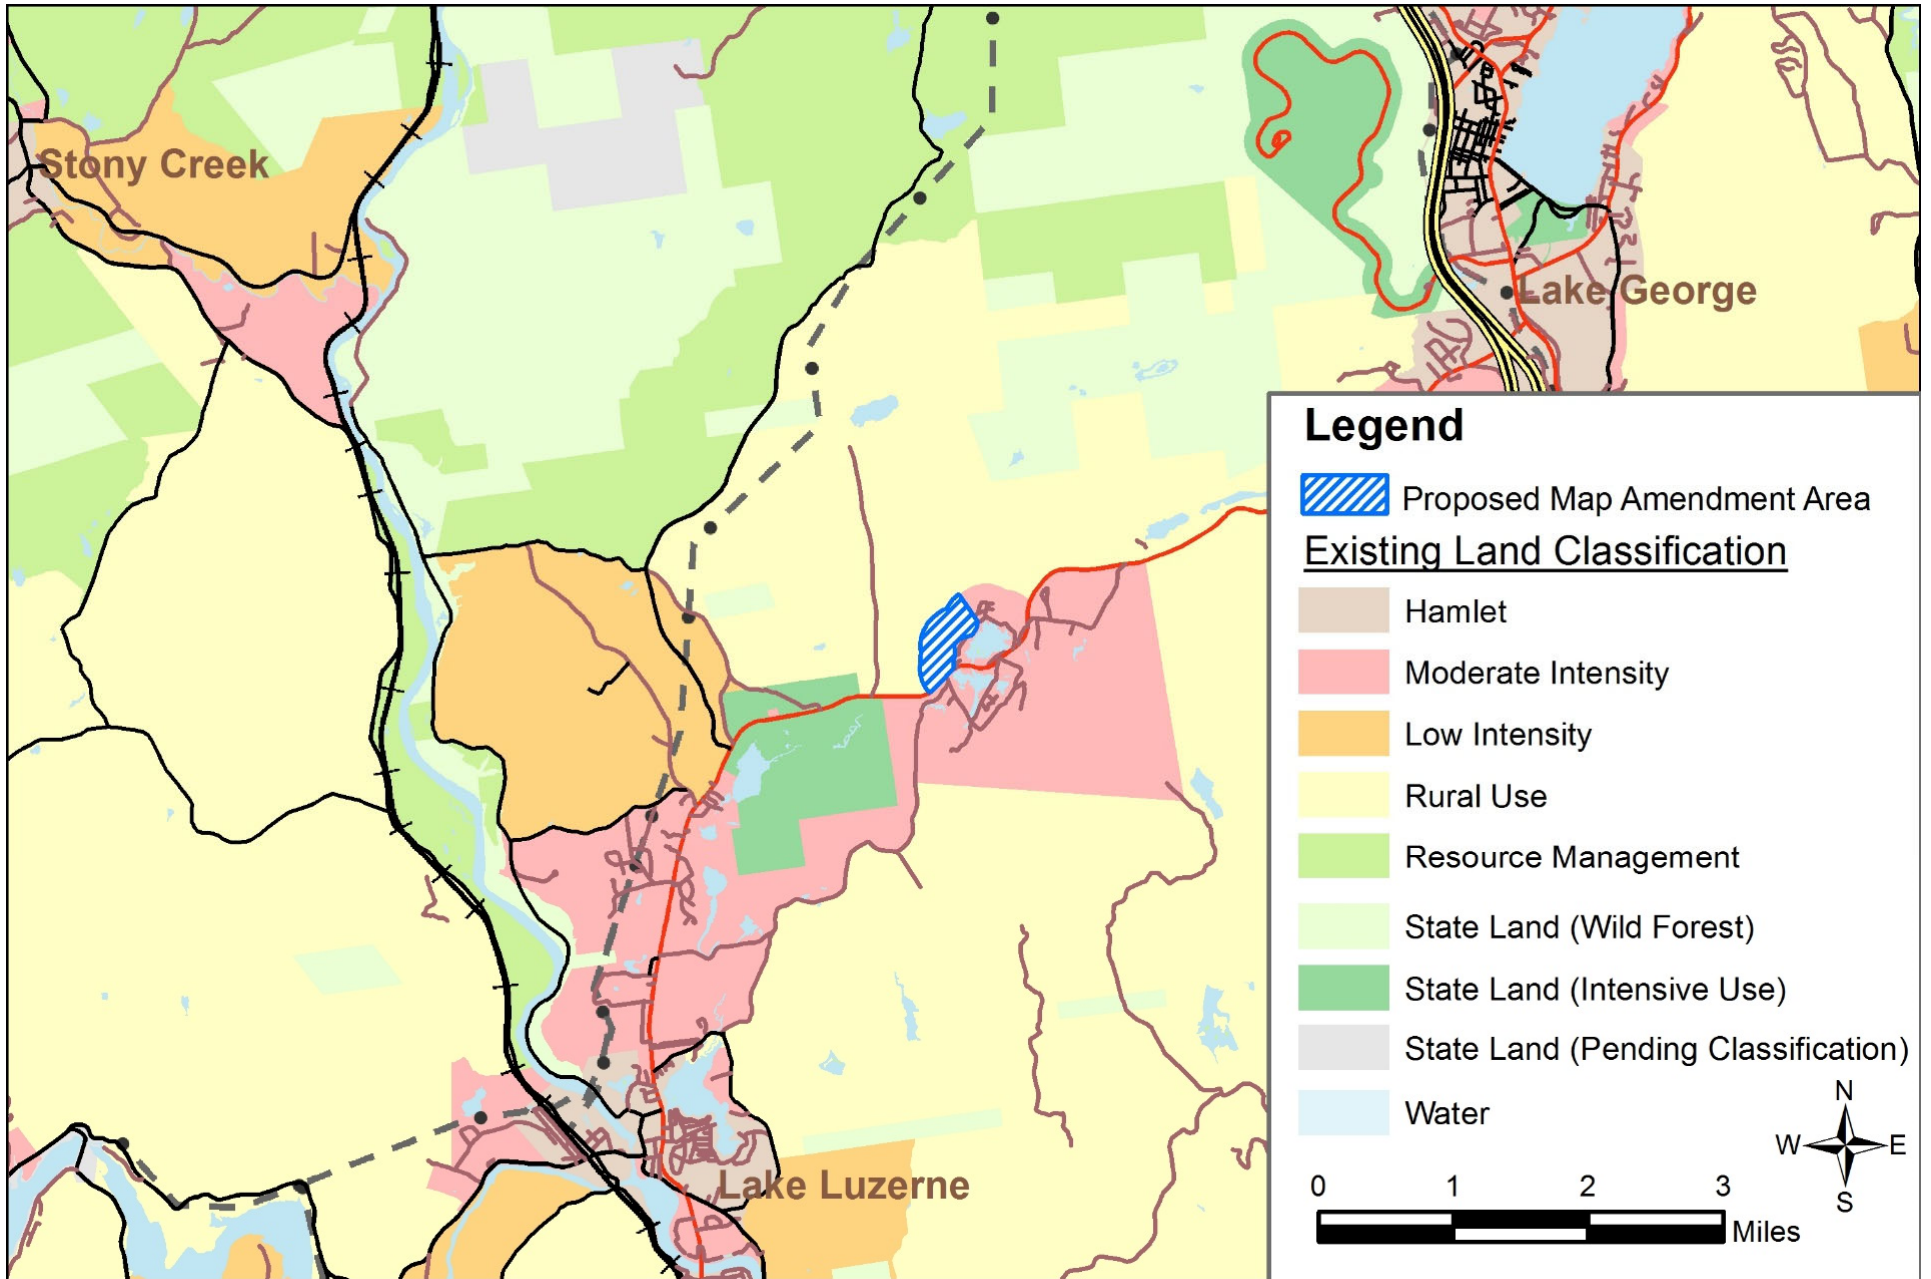 Stony Creek
Lake George
Lake Luzerne
Legend
Proposed Map Amendment Area
Existing Land Classification
Hamlet
Moderate Intensity
Low Intensity
Rural Use
Resource Management
State Land (Wild Forest)
State Land (Intensive Use)
State Land (Pending Classification)
Water
N
W E
S
0 1 2 3
Miles